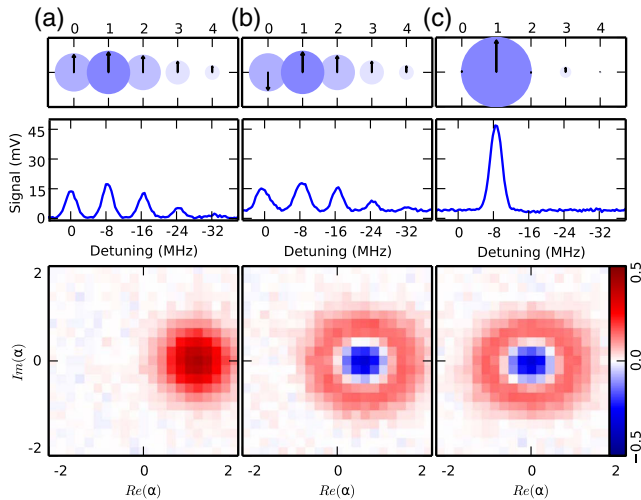 (a) (b) (c)
0 1 2 3 4 0 1 2 3 4 0 1 2 3 4
45
30
15
0
Signal (mV)
0 -8 -16 -24 -32 0 -8 -16 -24 -32 0 -8 -16 -24 -32
Detuning (MHz) Detuning (MHz) Detuning (MHz)
2
1
0
-1
-2
Im(α)
-2 0 2 -2 0 2 -2 0 2
Re(α) Re(α) Re(α)
0.5
0.0
−0.5